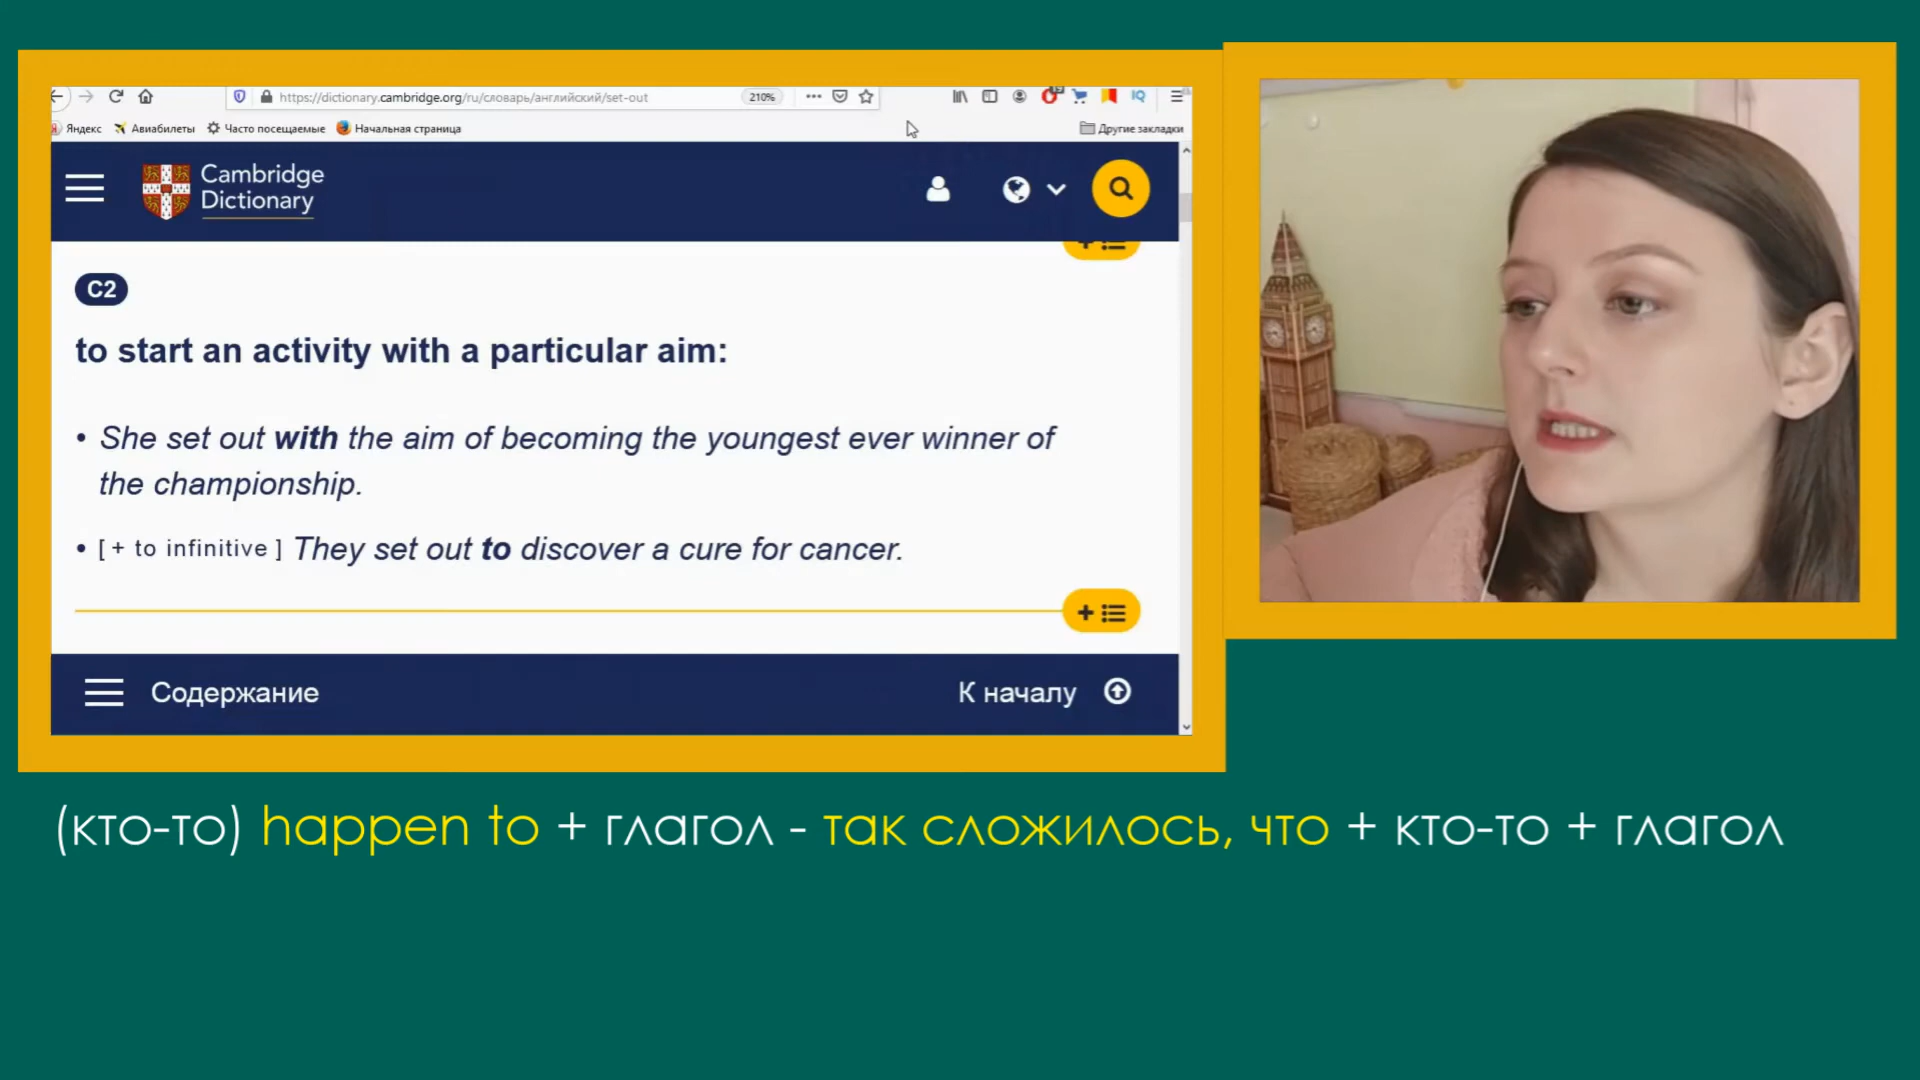 https://dictionary.cambridge.org/ru/словарь/английский/set-out
210%
Яндекс
Авиабилеты
Часто посещаемые
Начальная страница
Другие закладки
Cambridge
Dictionary
C2
to start an activity with a particular aim:
• She set out with the aim of becoming the youngest ever winner of
the championship.
• [ + to infinitive ] They set out to discover a cure for cancer.
Содержание
К началу
(кто-то) happen to + глагол - так сложилось, что + кто-то + глагол